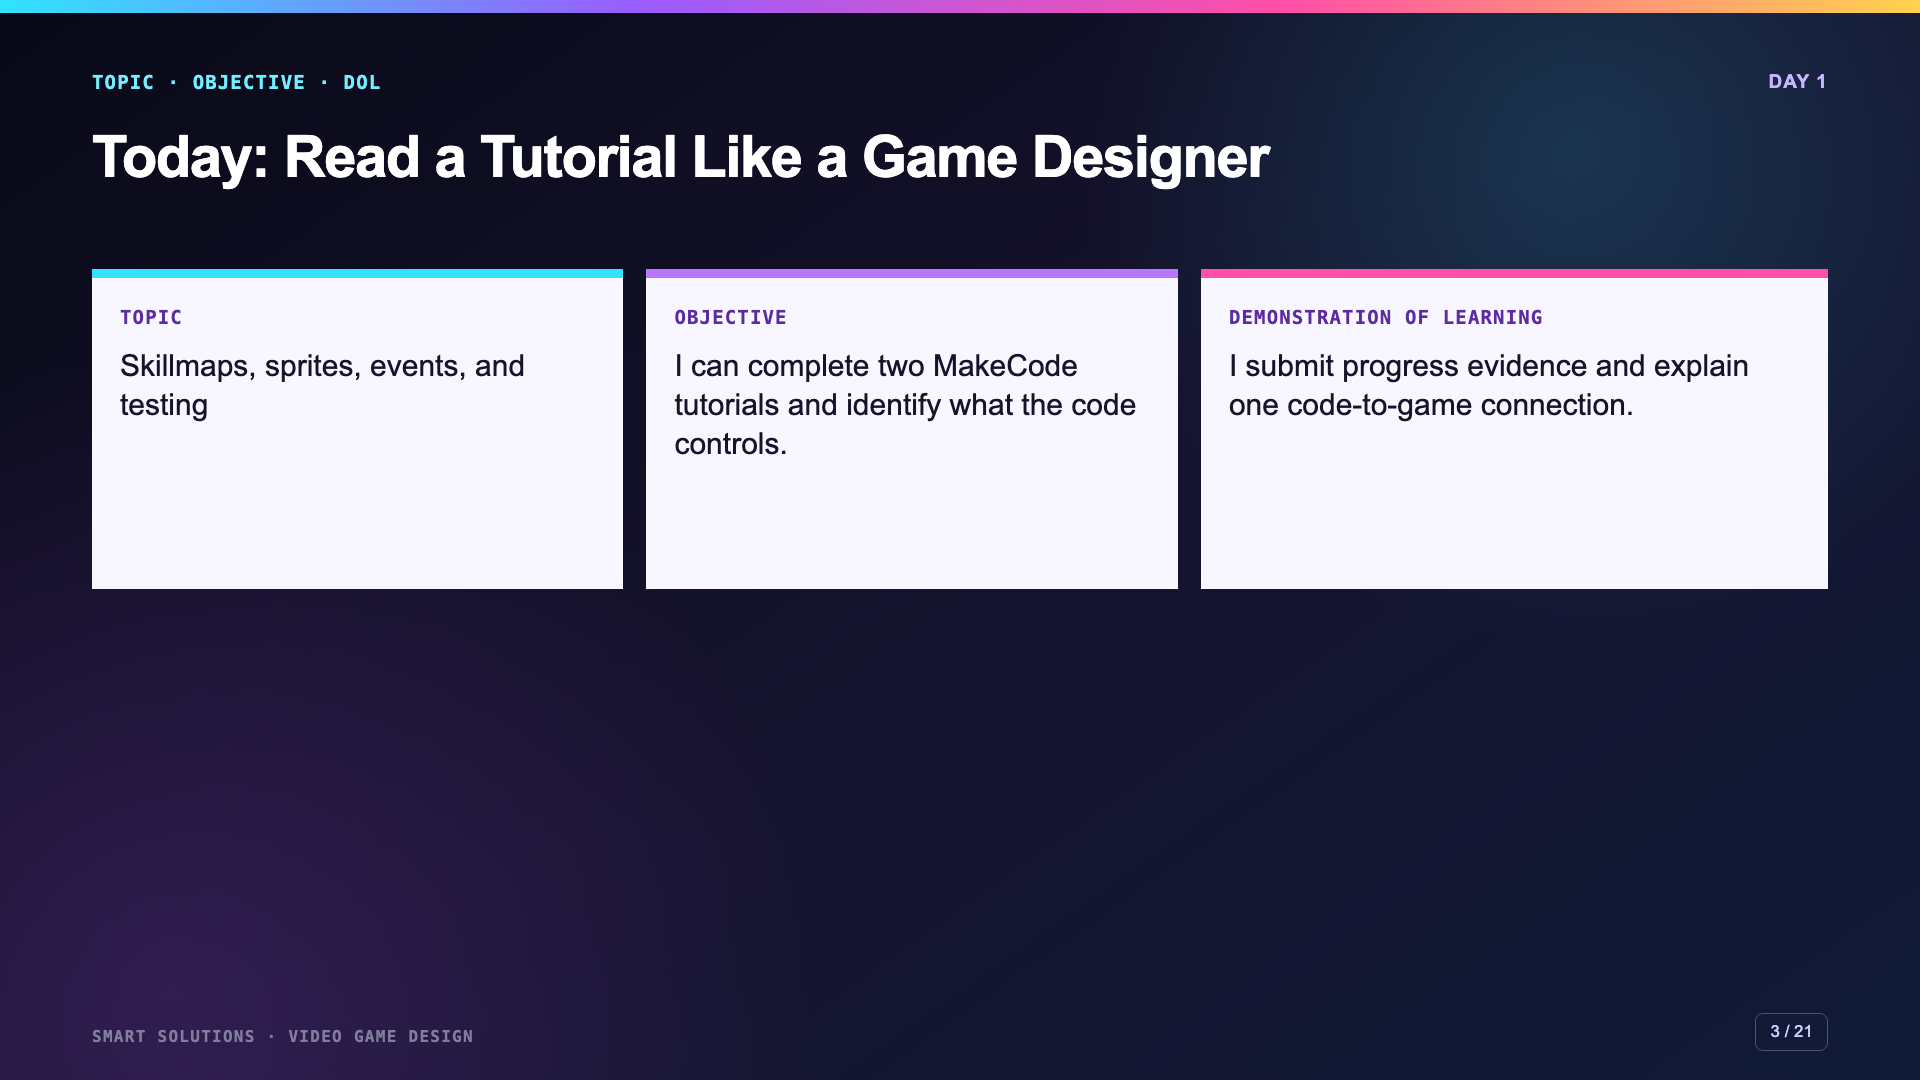 TOPIC · OBJECTIVE · DOL
DAY 1
Today: Read a Tutorial Like a Game Designer
TOPIC
Skillmaps, sprites, events, and
testing
OBJECTIVE
I can complete two MakeCode
tutorials and identify what the code
controls.
DEMONSTRATION OF LEARNING
I submit progress evidence and explain
one code-to-game connection.
SMART SOLUTIONS · VIDEO GAME DESIGN
3 / 21